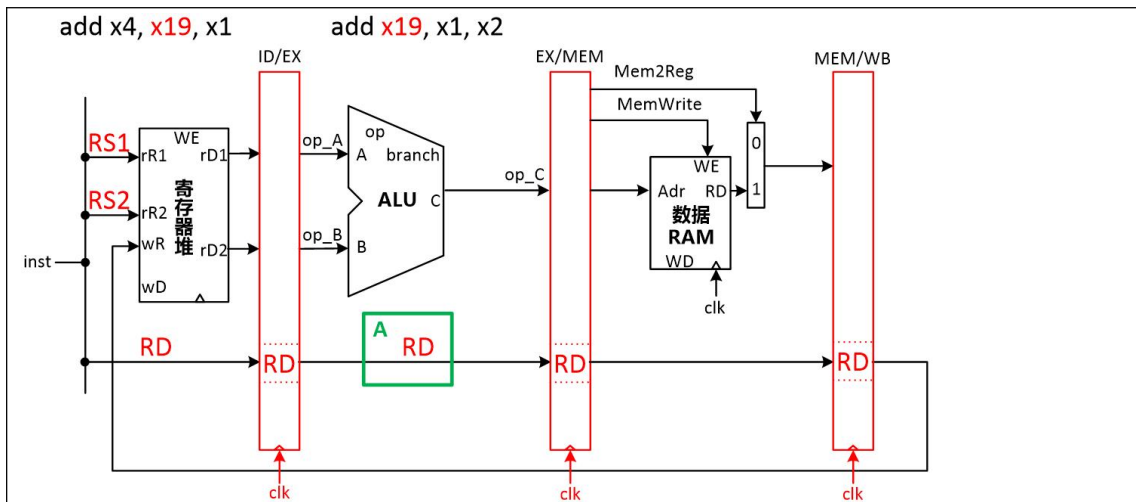 add x4, x19, x1
add x19, x1, x2
ID/EX
EX/MEM
MEM/WB
Mem2Reg
MemWrite
RS1
rR1
WE
rD1
RS2
rR2
寄存器堆
wR
rD2
wD
inst
op_A
op
A
branch
ALU
C
op_B
B
op_C
WE
Adr
RD
数据
RAM
WD
clk
0
1
RD
RD
A
RD
RD
RD
clk
clk
clk